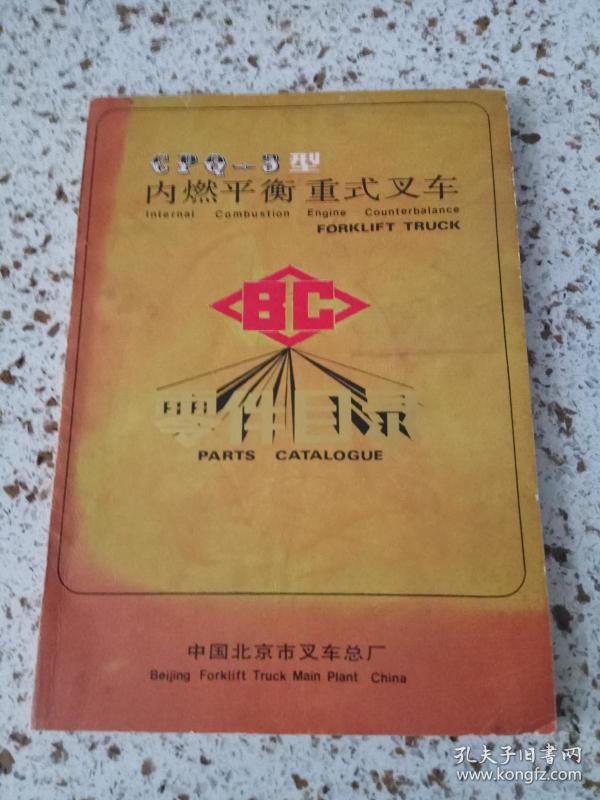 CPQ-3型
内燃平衡重式叉车
Internal Combustion Engine Counterbalance
FORKLIFT TRUCK
BC
零件目录
PARTS CATALOGUE
中国北京市叉车总厂
Beijing Forklift Truck Main Plant China
孔夫子旧书网
www.kongfz.com